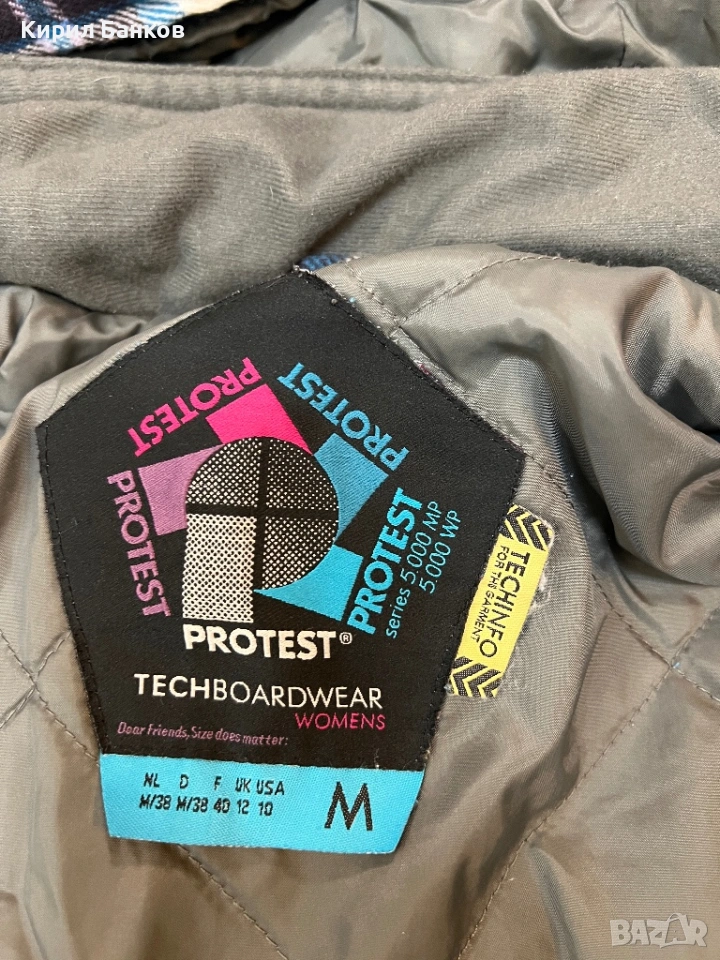 Кирил Банков
PROTEST
PROTEST
PROTEST
PROTEST
series 5.000 MP
5.000 WP
PROTEST®
TECHBOARDWEAR
WOMENS
Dear Friends, Size does matter:
NL D F UK USA
M/38 M/38 40 12 10
M
TECHINFO
FOR THIS GARMENT
BAZAR